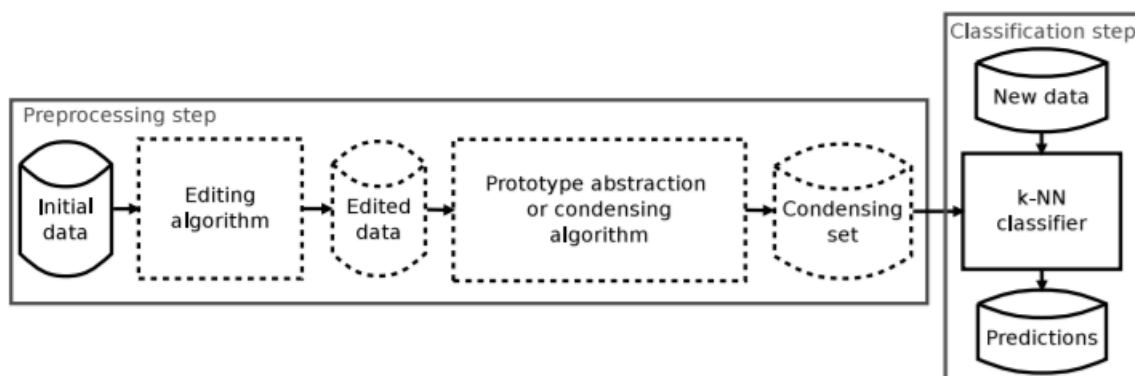 Classification step
New data
Preprocessing step
Initial
data
Editing
algorithm
Edited
data
Prototype abstraction
or condensing
algorithm
Condensing
set
k-NN
classifier
Predictions